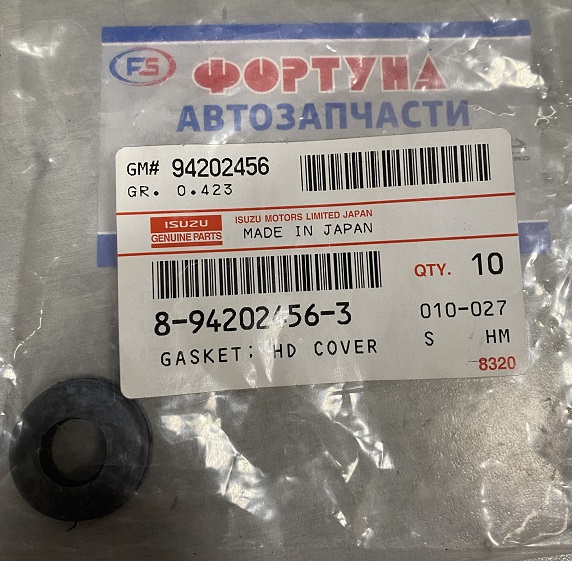 FS ФОРТУНА
АВТОЗАПЧАСТИ
GM# 94202456
GR. 0.423
ISUZU
GENUINE PARTS
ISUZU MOTORS LIMITED JAPAN
MADE IN JAPAN
QTY. 10
8-94202456-3
010-027
GASKET; HD COVER
S HM
8320